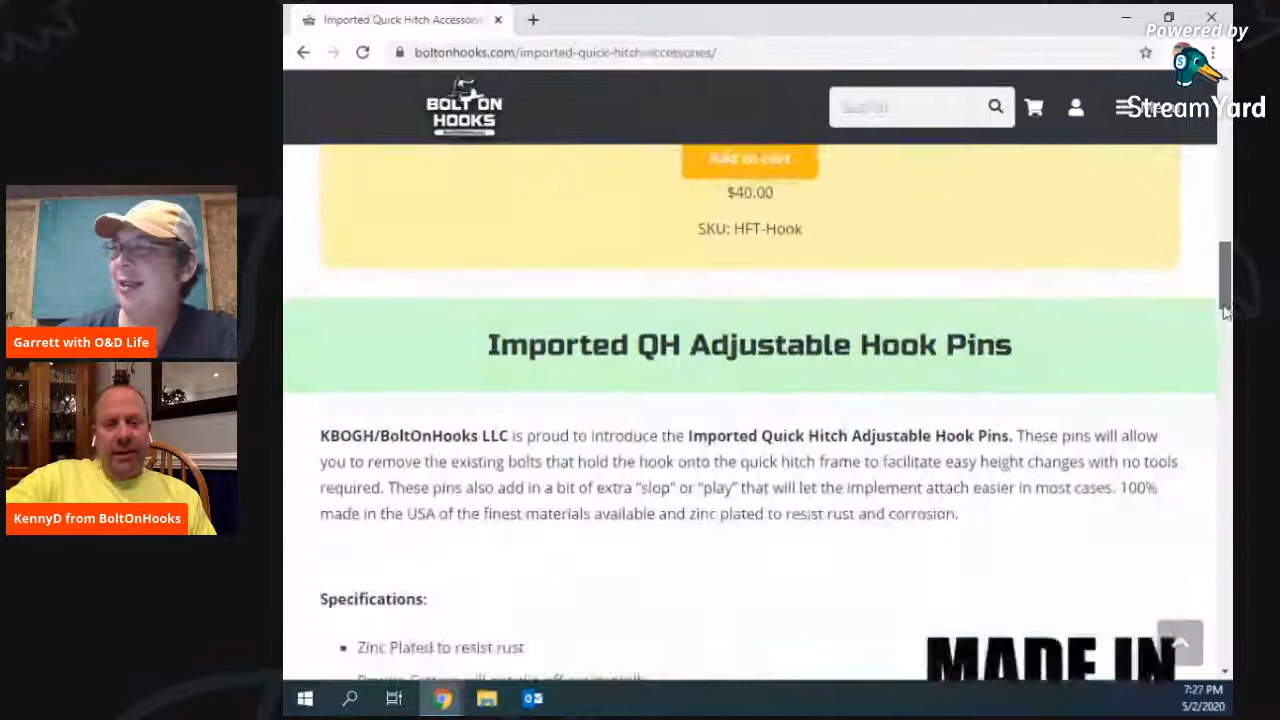 Imported Quick Hitch Accessories
boltonhooks.com/imported-quick-hitch-accessories/
Powered by
StreamYard
BOLT ON
HOOKS
Search
Add to cart
$40.00
SKU: HFT-Hook
Imported QH Adjustable Hook Pins
Garrett with O&D Life
KBOGH/BoltOnHooks LLC is proud to introduce the Imported Quick Hitch Adjustable Hook Pins. These pins will allow
you to remove the existing bolts that hold the hook onto the quick hitch frame to facilitate easy height changes with no tools
required. These pins also add in a bit of extra “slop” or “play” that will let the implement attach easier in most cases. 100%
made in the USA of the finest materials available and zinc plated to resist rust and corrosion.
KennyD from BoltOnHooks
Specifications:
Zinc Plated to resist rust
MADE IN
7:27 PM
5/2/2020